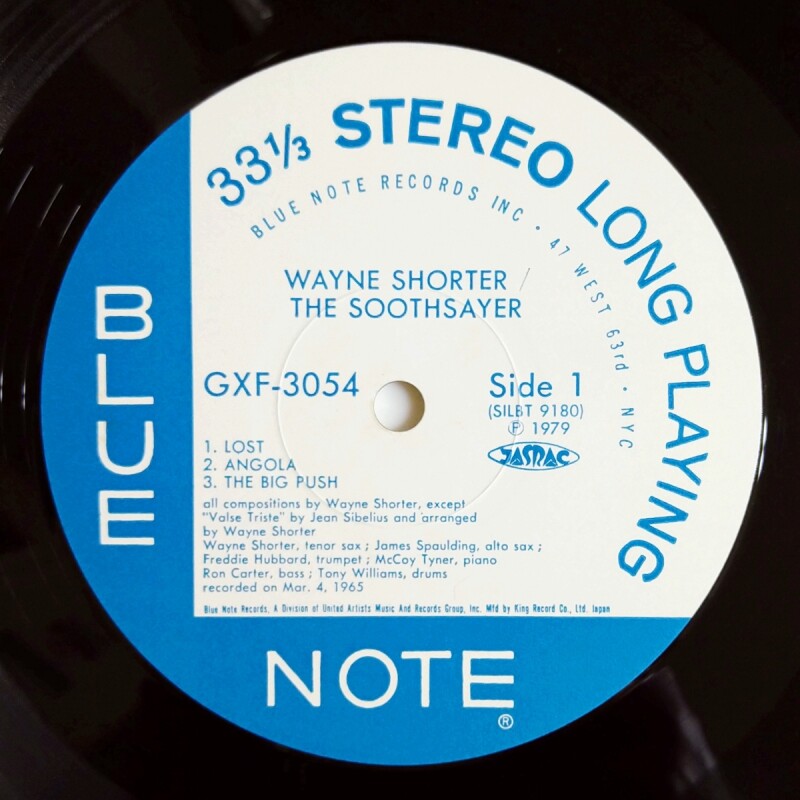 33⅓ STEREO LONG PLAYING
BLUE NOTE RECORDS INC • 47 WEST 63rd • NYC
WAYNE SHORTER
THE SOOTHSAYER
GXF-3054
Side 1
(SILBT 9180)
Ⓟ 1979
JASRAC
1. LOST
2. ANGOLA
3. THE BIG PUSH
all compositions by Wayne Shorter, except
"Valse Triste" by Jean Sibelius and arranged
by Wayne Shorter
Wayne Shorter, tenor sax ; James Spaulding, alto sax ;
Freddie Hubbard, trumpet ; McCoy Tyner, piano
Ron Carter, bass ; Tony Williams, drums
recorded on Mar. 4, 1965
Blue Note Records, A Division of United Artists Music And Records Group, Inc. Mfd by King Record Co., Ltd. Japan
BLUE
NOTE
®